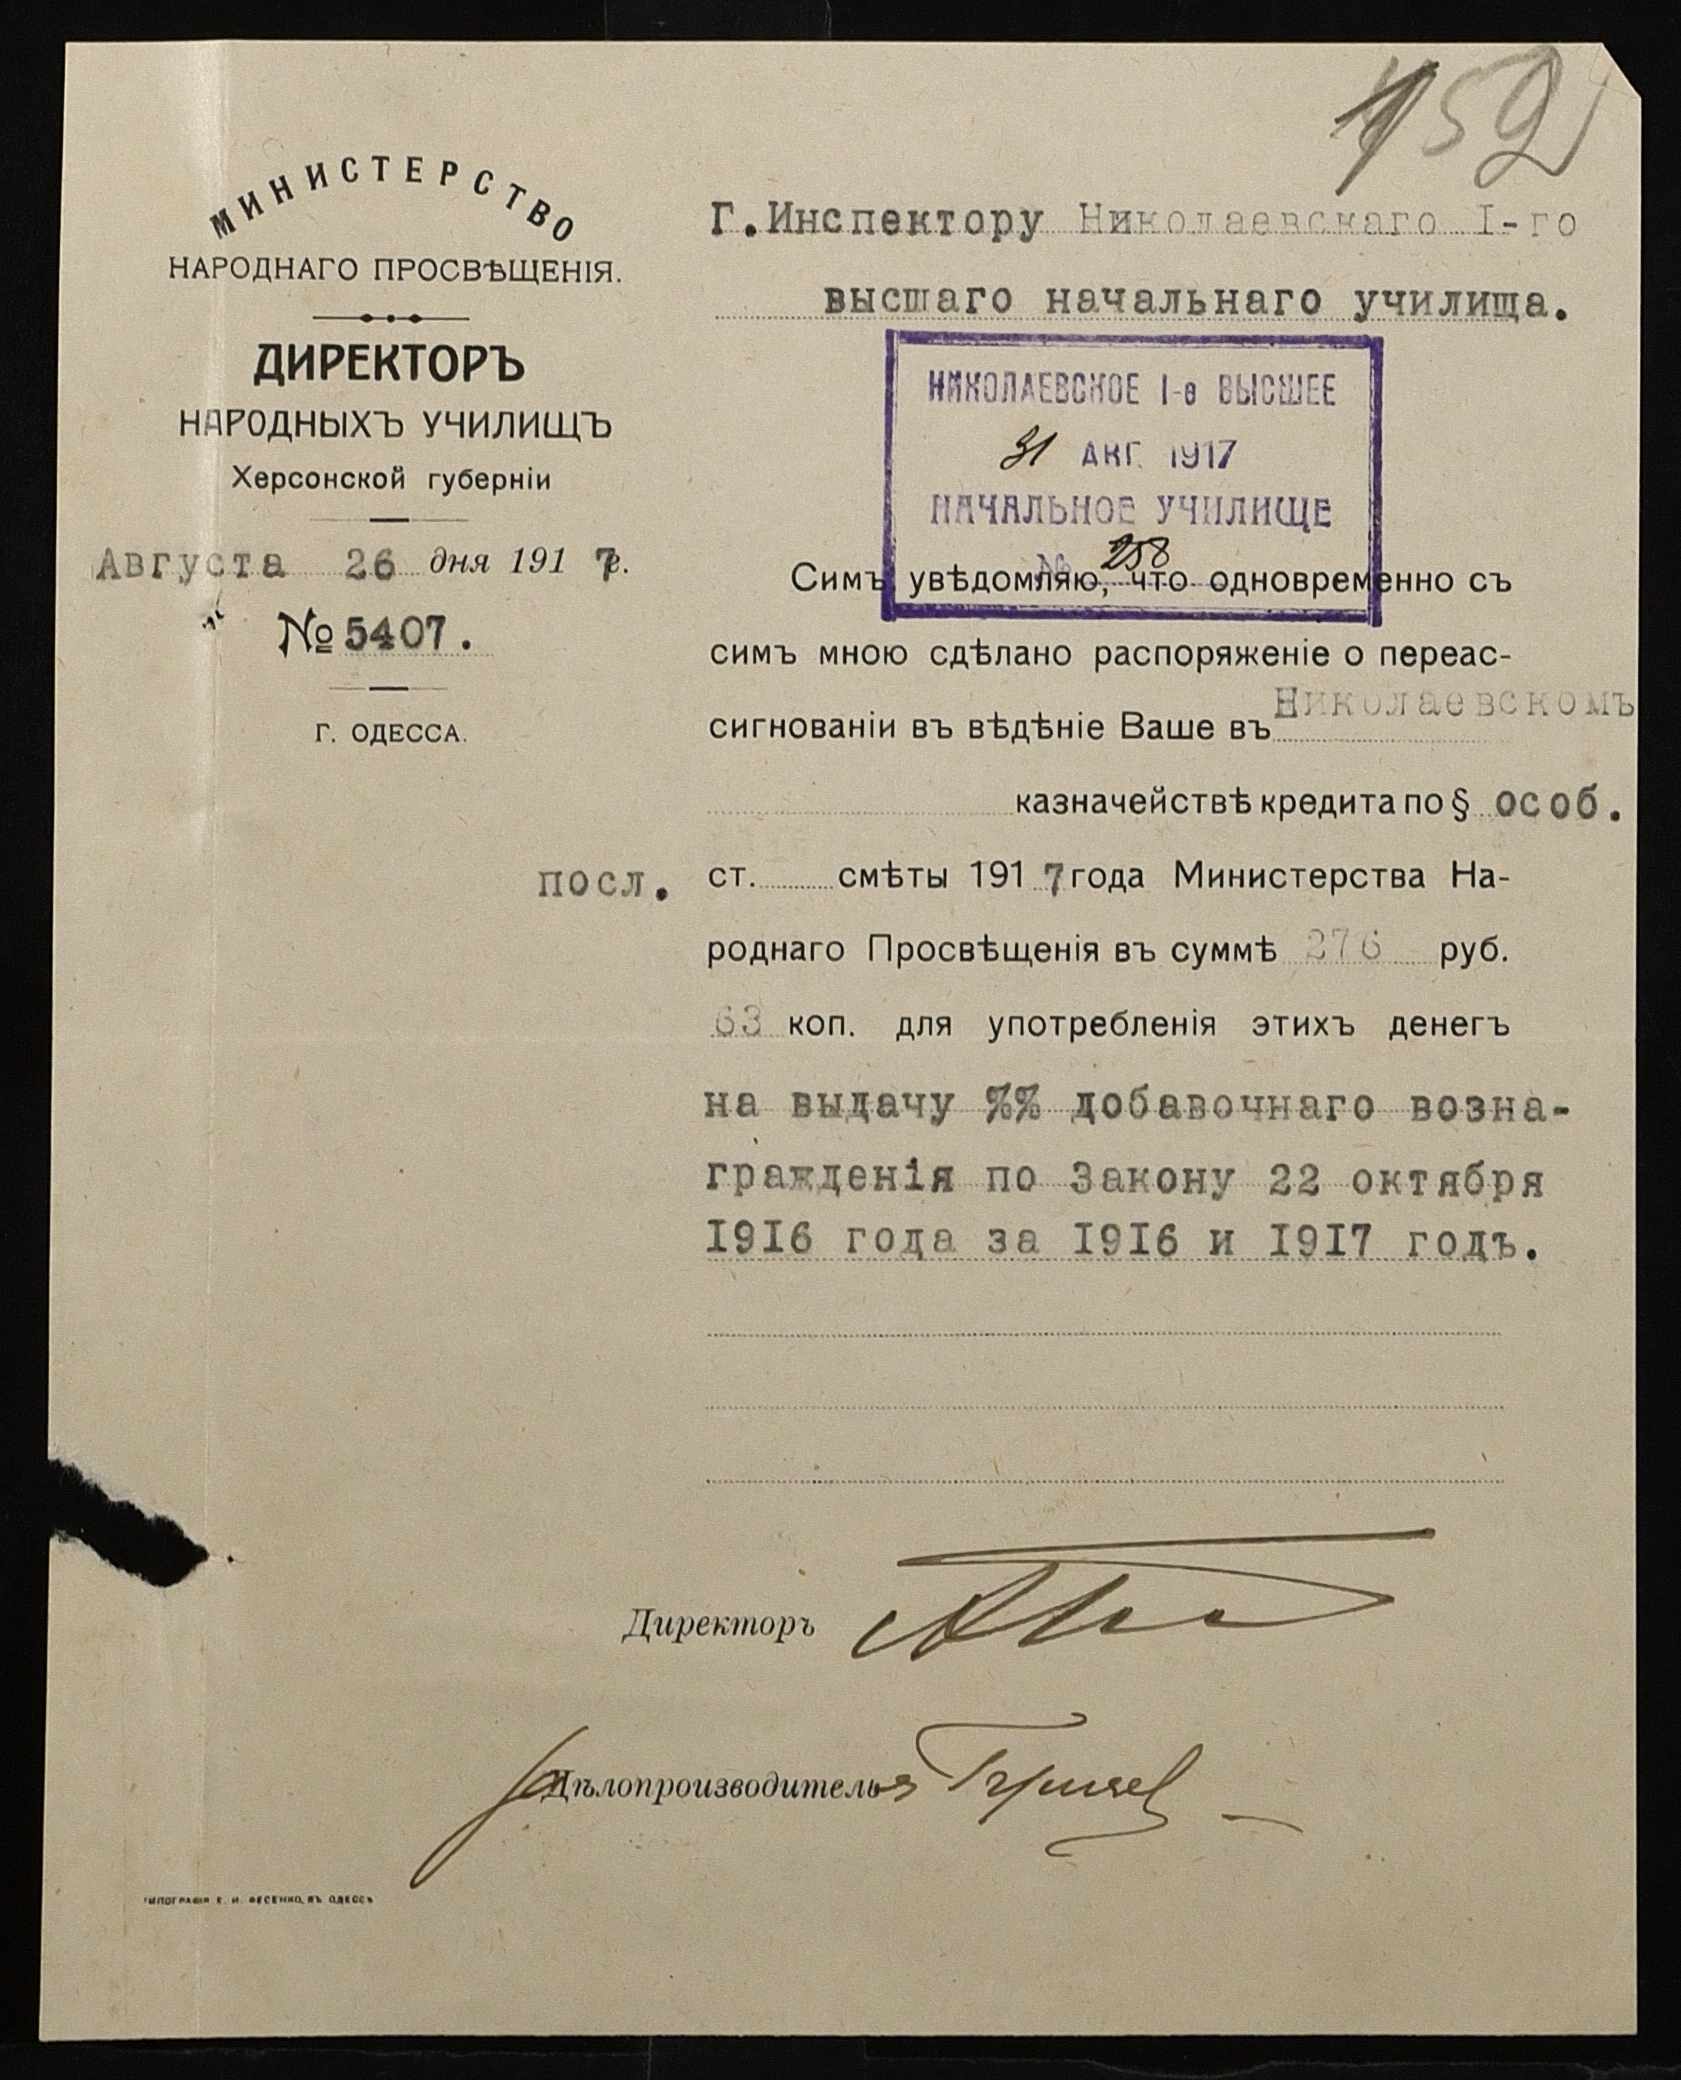 152
МИНИСТЕРСТВО
НАРОДНАГО ПРОСВѢЩЕНІЯ.
ДИРЕКТОРЪ
НАРОДНЫХЪ УЧИЛИЩЪ
Херсонской губерніи
Августа 26 дня 1917 г.
№ 5407.
Г. ОДЕССА.
Г. Инспектору Николаевскаго I-го
высшаго начальнаго училища.
НИКОЛАЕВСКОЕ I-е ВЫСШЕЕ
31 АВГ. 1917
НАЧАЛЬНОЕ УЧИЛИЩЕ
№ 258
Симъ увѣдомляю, что одновременно съ
симъ мною сдѣлано распоряженіе о переас-
сигнованіи въ вѣдѣніе Ваше въ Николаевскомъ
казначействѣ кредита по § особ.
посл. ст. смѣты 1917 года Министерства На-
роднаго Просвѣщенія въ суммѣ 276 руб.
63 коп. для употребленія этихъ денегъ
на выдачу %% добавочнаго возна-
гражденія по Закону 22 октября
1916 года за 1916 и 1917 годъ.
Директоръ
Дѣлопроизводитель
ТИПОГРАФІЯ Е. И. ФЕСЕНКО, ВЪ ОДЕССѢ